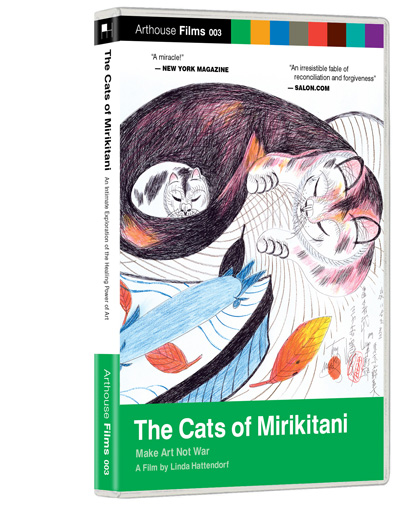 Arthouse Films 003
"A miracle!"
— NEW YORK MAGAZINE
"An irresistible fable of
reconciliation and forgiveness"
— SALON.COM
The Cats of Mirikitani
Make Art Not War
A Film by Linda Hattendorf
The Cats of Mirikitani
An Intimate Exploration of the Healing Power of Art
Arthouse Films 003